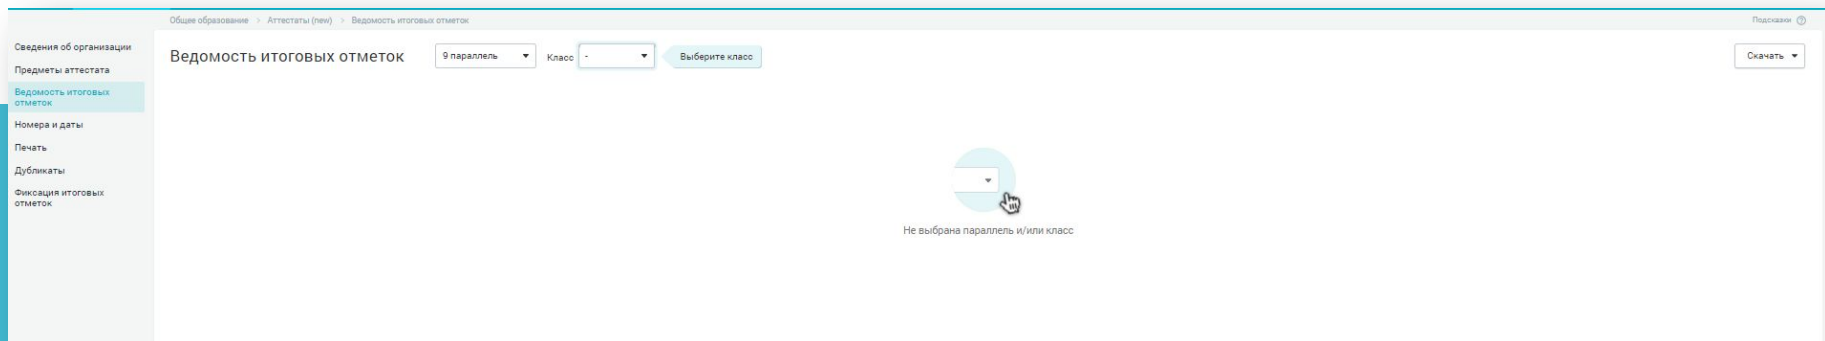 Общее образование > Аттестаты (new) > Ведомость итоговых отметок
Подсказки ?
Сведения об организации
Предметы аттестата
Ведомость итоговых
отметок
Номера и даты
Печать
Дубликаты
Фиксация итоговых
отметок
Ведомость итоговых отметок 9 параллель Класс - Выберите класс
Скачать
Не выбрана параллель и/или класс